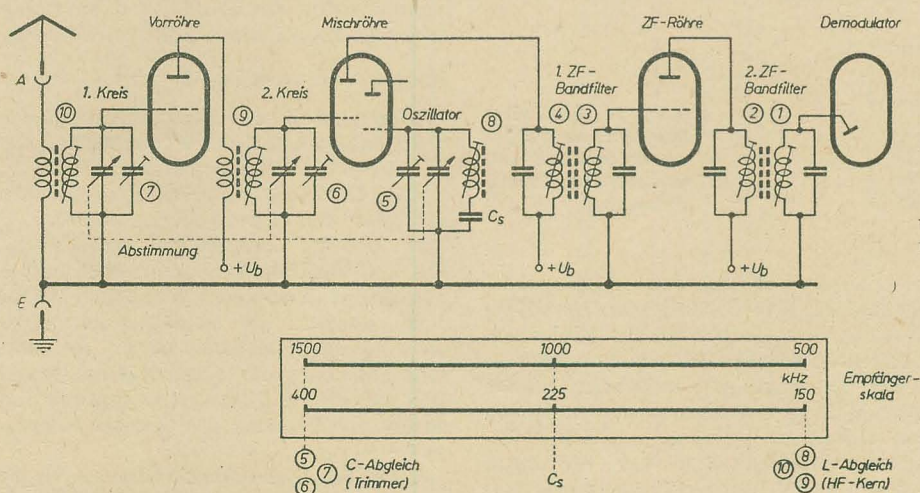 Vorröhre
Mischröhre
ZF-Röhre
Demodulator
A
1. Kreis
2. Kreis
Oszillator
1. ZF-
Bandfilter
2. ZF-
Bandfilter
10
9
8
4 3
2 1
7
6
5
Cs
Abstimmung
+ Ub
+ Ub
+ Ub
E
1500 1000 500
kHz
400 225 150
Empfänger-
skala
5
7
6
C-Abgleich
(Trimmer)
Cs
8
10
9
L-Abgleich
(HF-Kern)